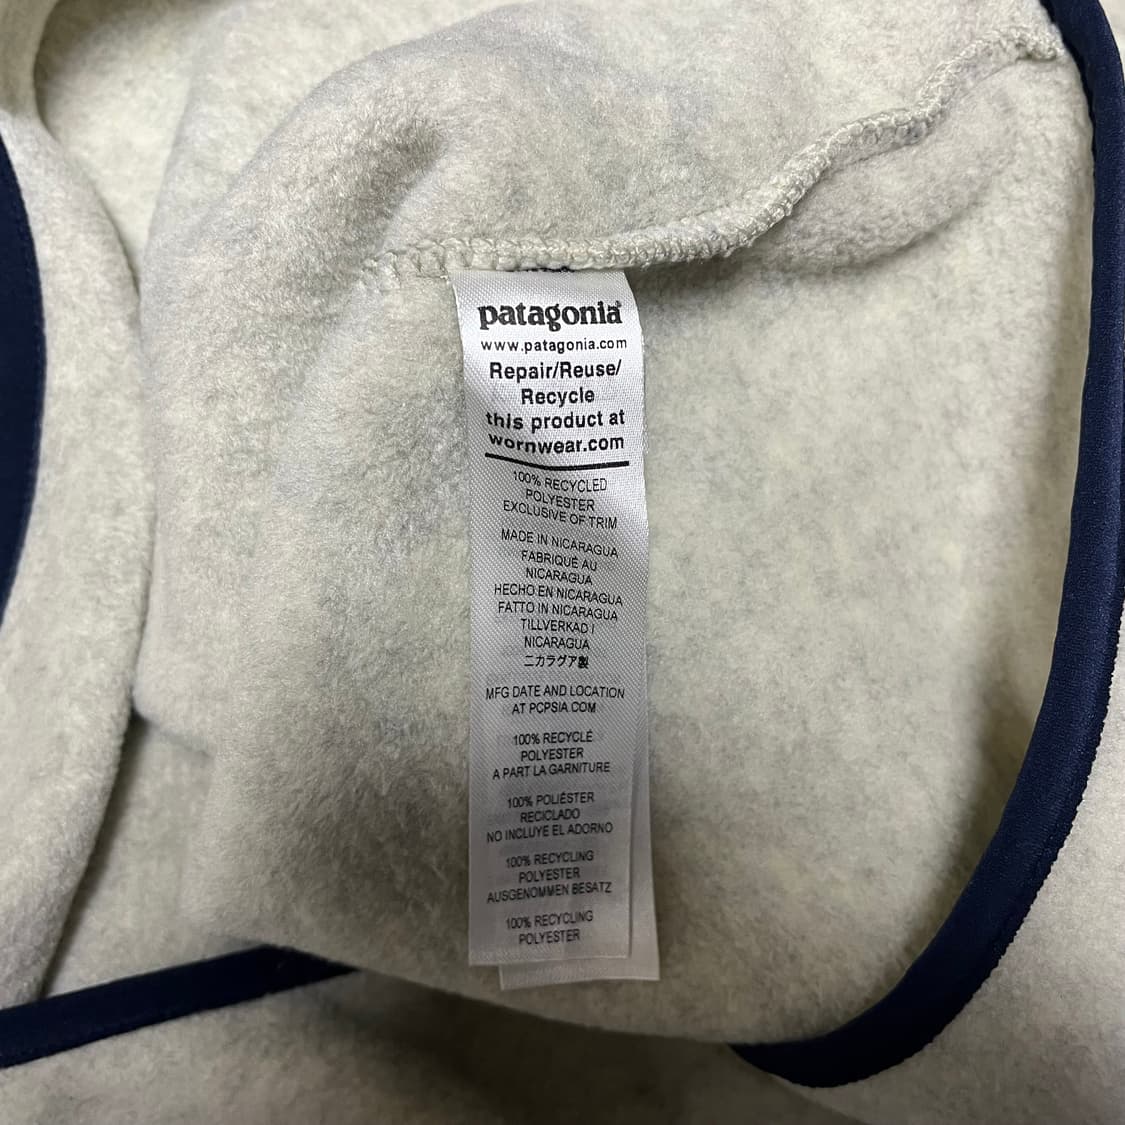 patagonia®
www.patagonia.com
Repair/Reuse/
Recycle
this product at
wornwear.com
100% RECYCLED
POLYESTER
EXCLUSIVE OF TRIM
MADE IN NICARAGUA
FABRIQUÉ AU
NICARAGUA
HECHO EN NICARAGUA
FATTO IN NICARAGUA
TILLVERKAD I
NICARAGUA
ニカラグア製
MFG DATE AND LOCATION
AT PCPSIA COM
100% RECYCLÉ
POLYESTER
A PART LA GARNITURE
100% POLIÉSTER
RECICLADO
NO INCLUYE EL ADORNO
100% RECYCLING
POLYESTER
AUSGENOMMEN BESATZ
100% RECYCLING
POLYESTER